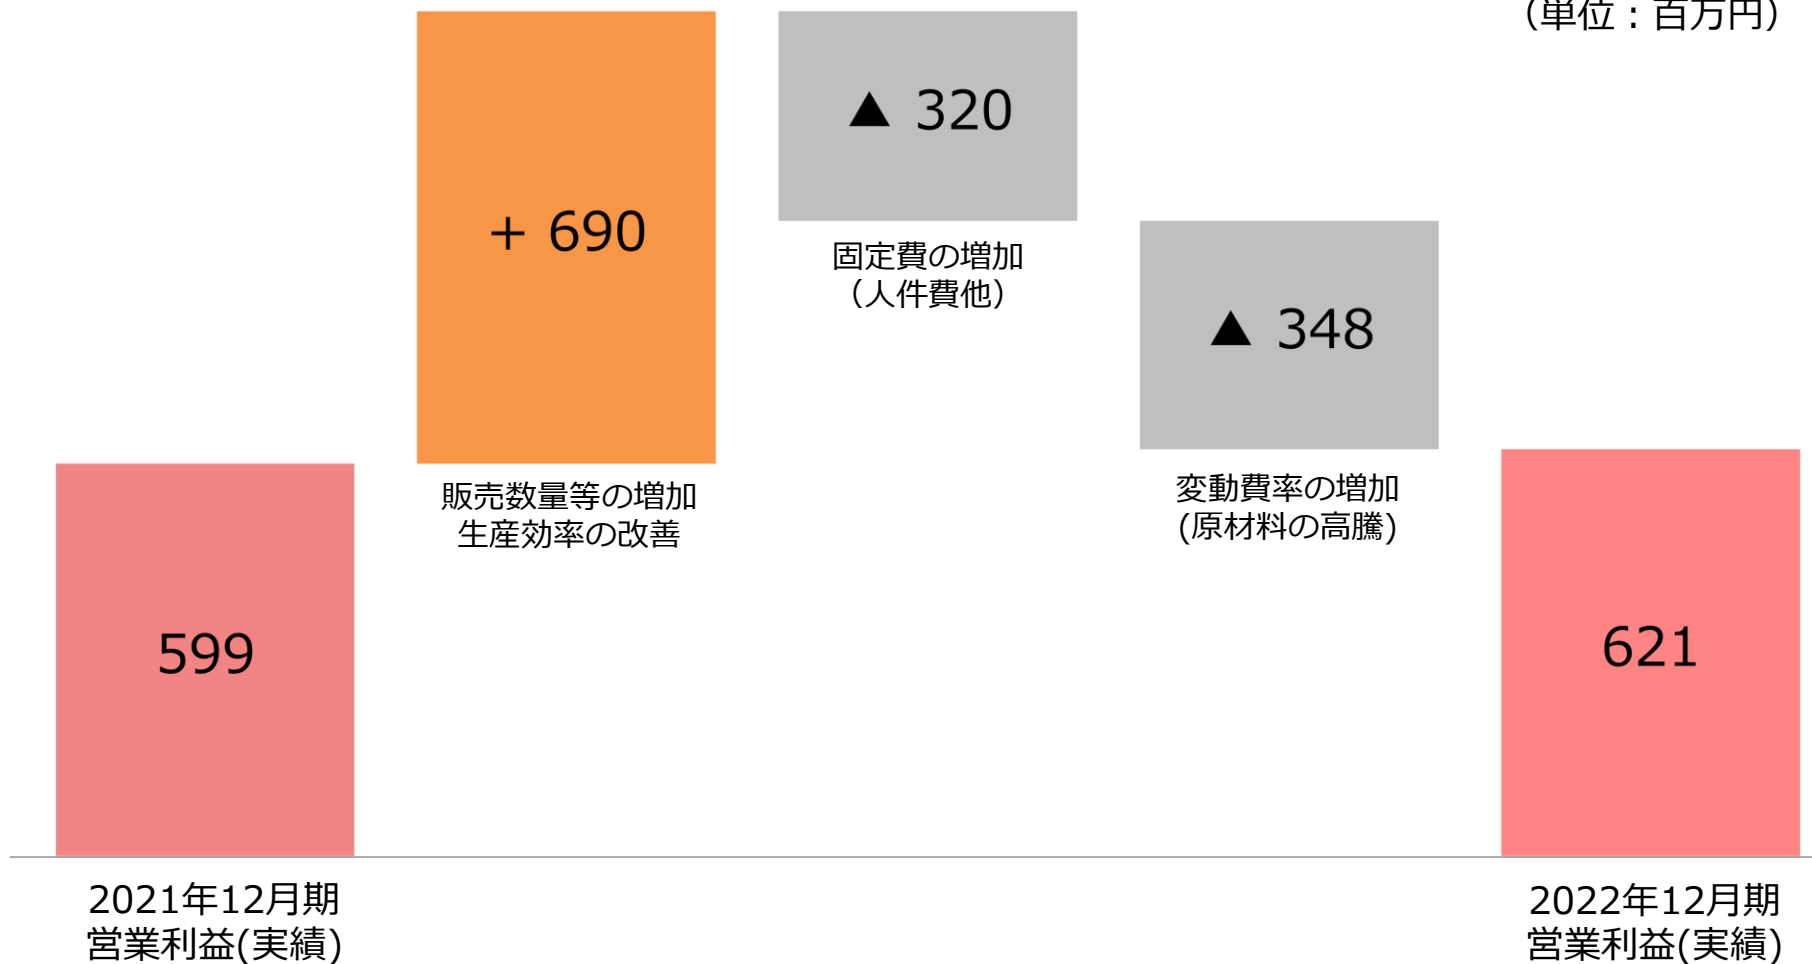 （単位：百万円）
▲ 320
+ 690
固定費の増加
（人件費他）
▲ 348
販売数量等の増加
生産効率の改善
変動費率の増加
(原材料の高騰)
599
621
2021年12月期
営業利益(実績)
2022年12月期
営業利益(実績)